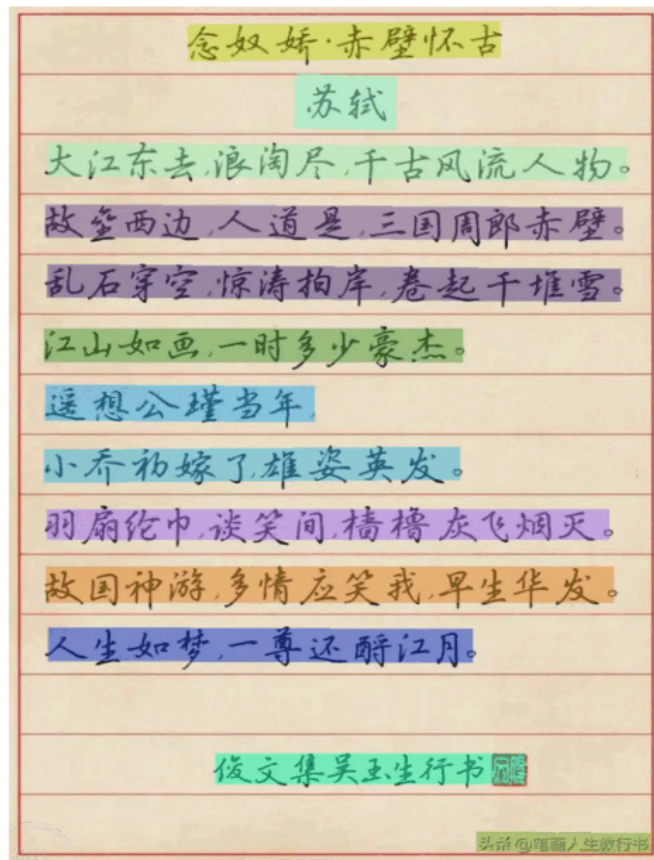 念奴娇·赤壁怀古
苏轼
大江东去,浪淘尽,千古风流人物。
故垒西边,人道是,三国周郎赤壁。
乱石穿空,惊涛拍岸,卷起千堆雪。
江山如画,一时多少豪杰。
遥想公瑾当年,
小乔初嫁了,雄姿英发。
羽扇纶巾,谈笑间,樯橹灰飞烟灭。
故国神游,多情应笑我,早生华发。
人生如梦,一尊还酹江月。
俊文集吴玉生行书
头条@笔画人生教行书